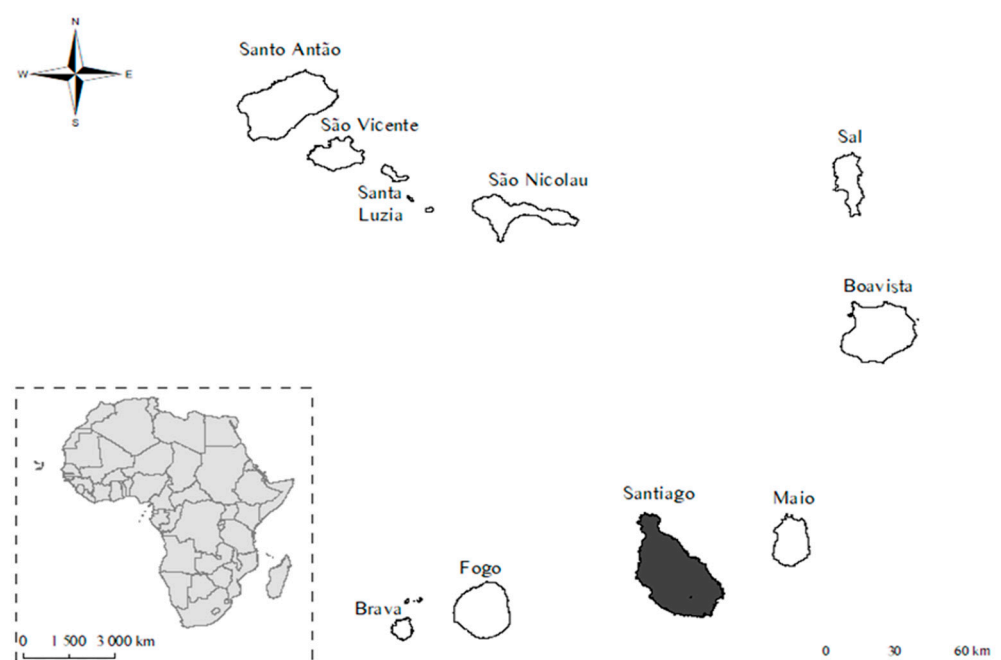 N
W E
S
Santo Antão
São Vicente
Santa
Luzia
São Nicolau
Sal
Boavista
Santiago
Maio
Fogo
Brava
0 1 500 3 000 km
0 30 60 km